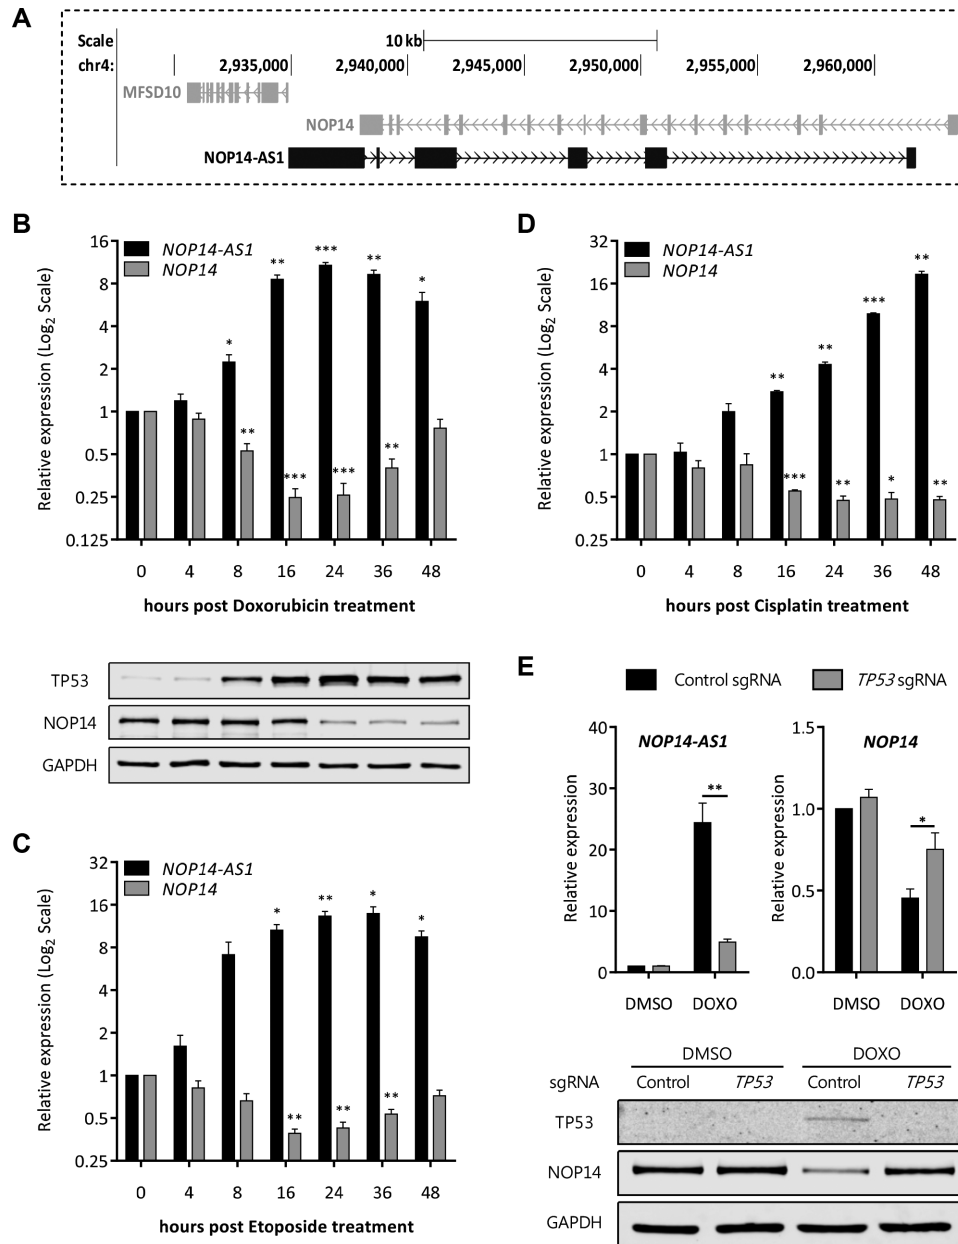 A
Scale
10 kb
chr4:
2,935,000
2,940,000
2,945,000
2,950,000
2,955,000
2,960,000
MFSD10
NOP14
NOP14-AS1
B
Relative expression (Log2 Scale)
16
8
4
2
1
0.5
0.25
0.125
NOP14-AS1
NOP14
*
**
**
***
***
***
**
**
*
0
4
8
16
24
36
48
hours post Doxorubicin treatment
TP53
NOP14
GAPDH
C
Relative expression (Log2 Scale)
32
16
8
4
2
1
0.5
0.25
NOP14-AS1
NOP14
*
**
**
**
*
**
*
0
4
8
16
24
36
48
hours post Etoposide treatment
D
Relative expression (Log2 Scale)
32
16
8
4
2
1
0.5
0.25
NOP14-AS1
NOP14
**
***
**
**
***
*
**
**
0
4
8
16
24
36
48
hours post Cisplatin treatment
E
Control sgRNA
TP53 sgRNA
Relative expression
40
30
20
10
0
NOP14-AS1
**
DMSO
DOXO
Relative expression
1.5
1.0
0.5
0.0
NOP14
*
DMSO
DOXO
DMSO
DOXO
sgRNA
Control
TP53
Control
TP53
TP53
NOP14
GAPDH